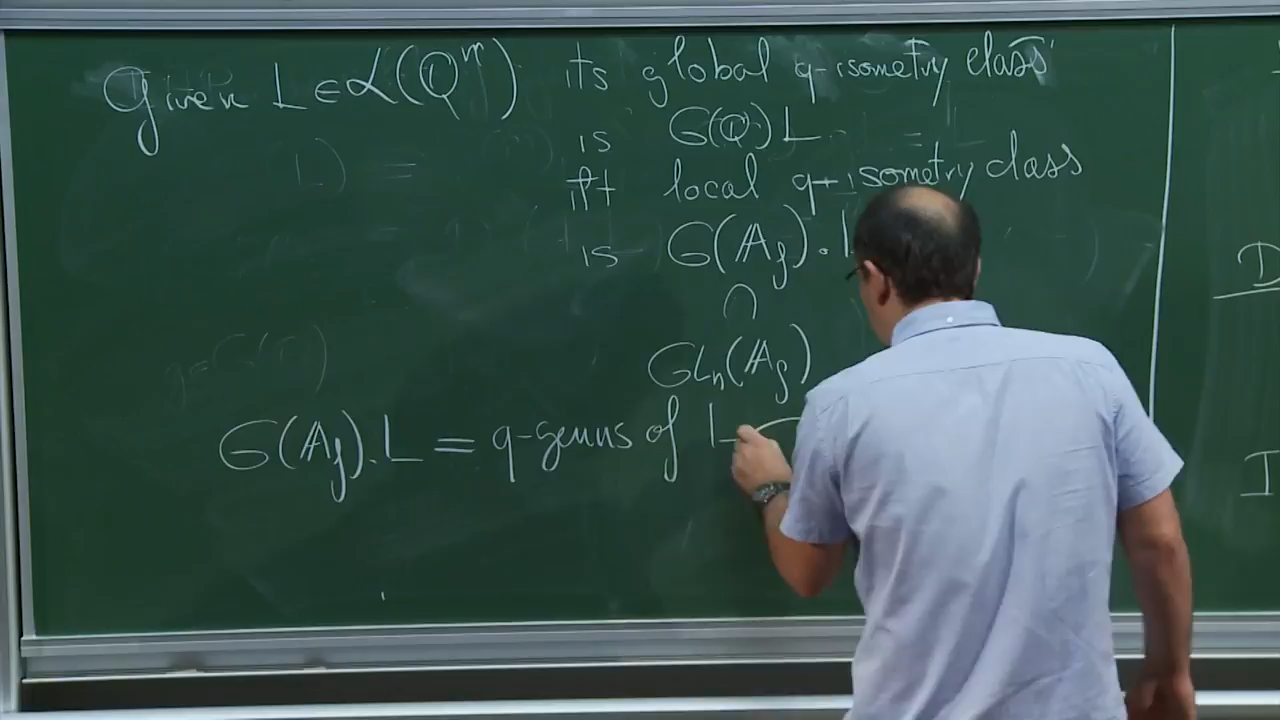 Given L ∈ 𝓛(ℚⁿ) its global q-isometry class
is G(ℚ)L
its local q-isometry class
is G(𝔸_f).L
∩
GL_n(𝔸_f)
G(𝔸_f).L = q-genus of L
D
I